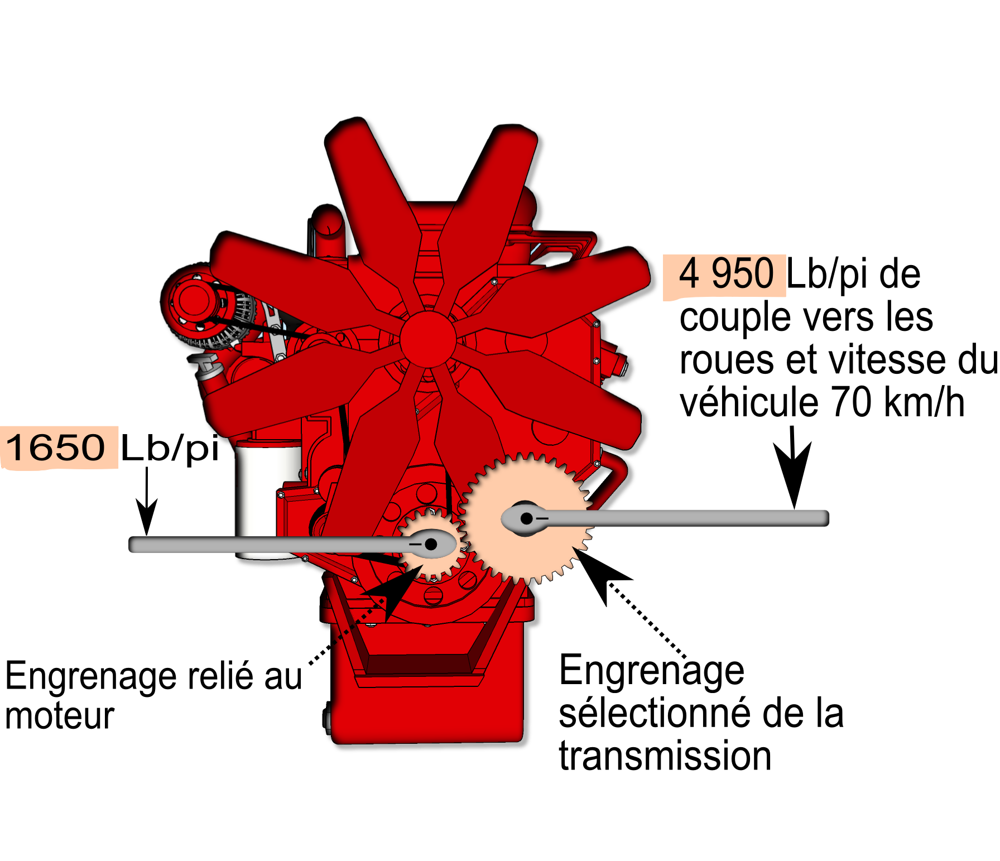 4 950 Lb/pi de
couple vers les
roues et vitesse du
véhicule 70 km/h
1650 Lb/pi
Engrenage relié au
moteur
Engrenage
sélectionné de la
transmission